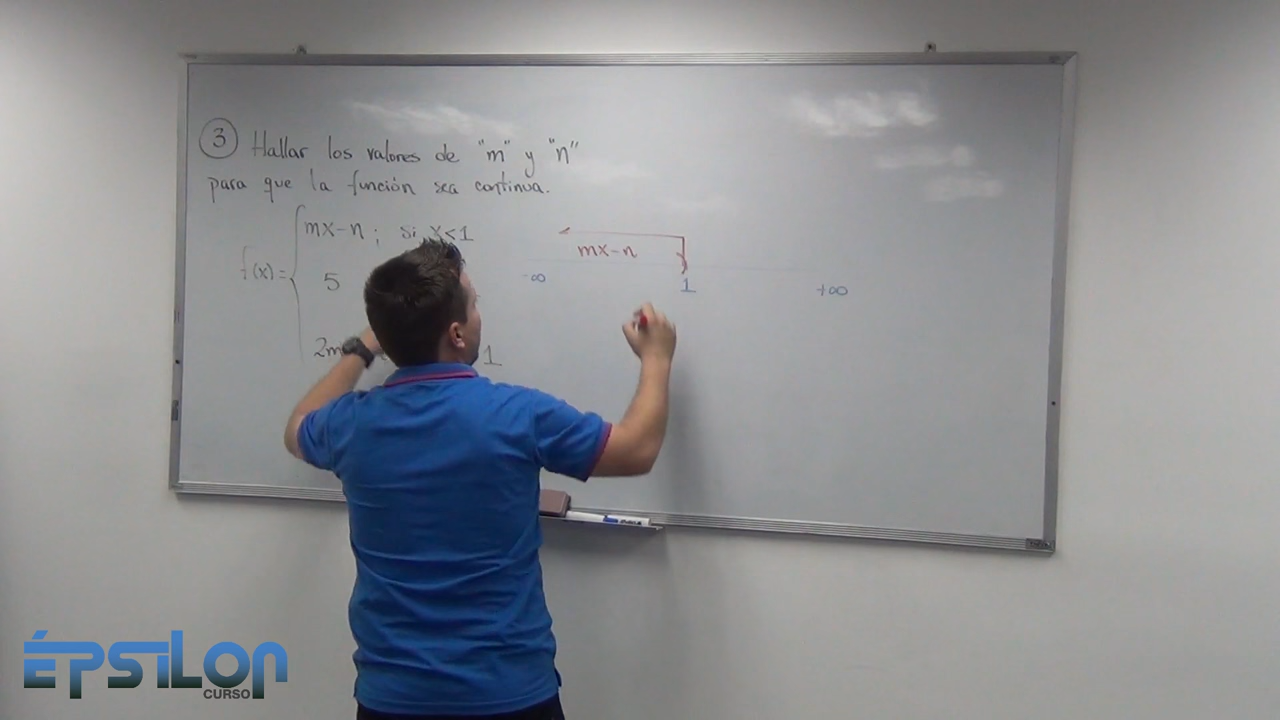 3 Hallar los valores de "m" y "n"
para que la función sea continua.
mx-n ; si x<1
f(x)=
5
2m
1
mx-n
-∞ 1 +∞
ÉPSILON
CURSO